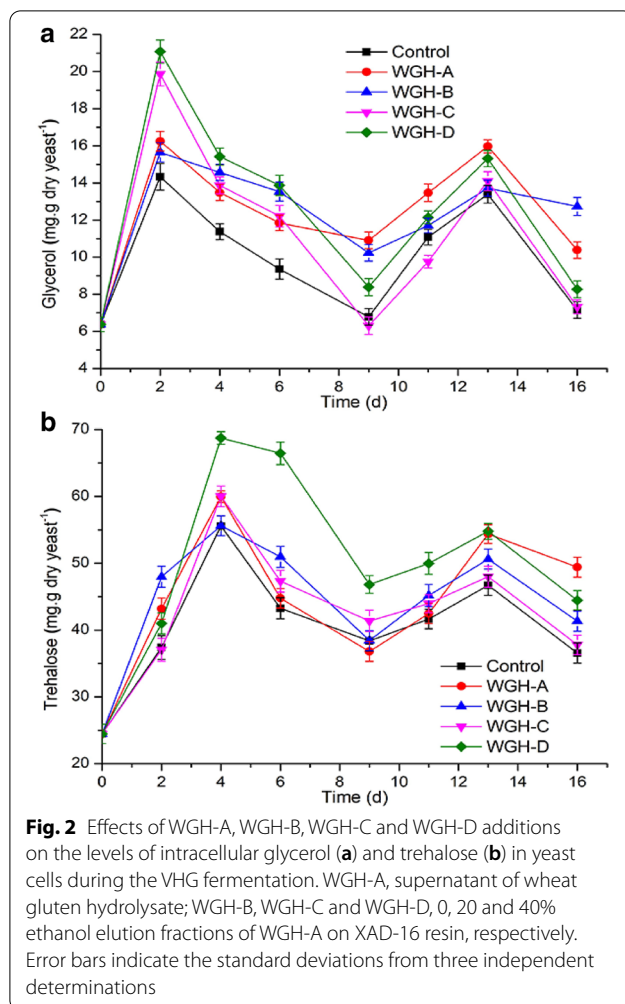 a
Control
WGH-A
WGH-B
WGH-C
WGH-D
Glycerol (mg.g dry yeast⁻¹)
22
20
18
16
14
12
10
8
6
4
0 2 4 6 8 10 12 14 16
Time (d)
b
Trehalose (mg.g dry yeast⁻¹)
70
60
50
40
30
20
Control
WGH-A
WGH-B
WGH-C
WGH-D
0 2 4 6 8 10 12 14 16
Time (d)
Fig. 2 Effects of WGH-A, WGH-B, WGH-C and WGH-D additions
on the levels of intracellular glycerol (a) and trehalose (b) in yeast
cells during the VHG fermentation. WGH-A, supernatant of wheat
gluten hydrolysate; WGH-B, WGH-C and WGH-D, 0, 20 and 40%
ethanol elution fractions of WGH-A on XAD-16 resin, respectively.
Error bars indicate the standard deviations from three independent
determinations